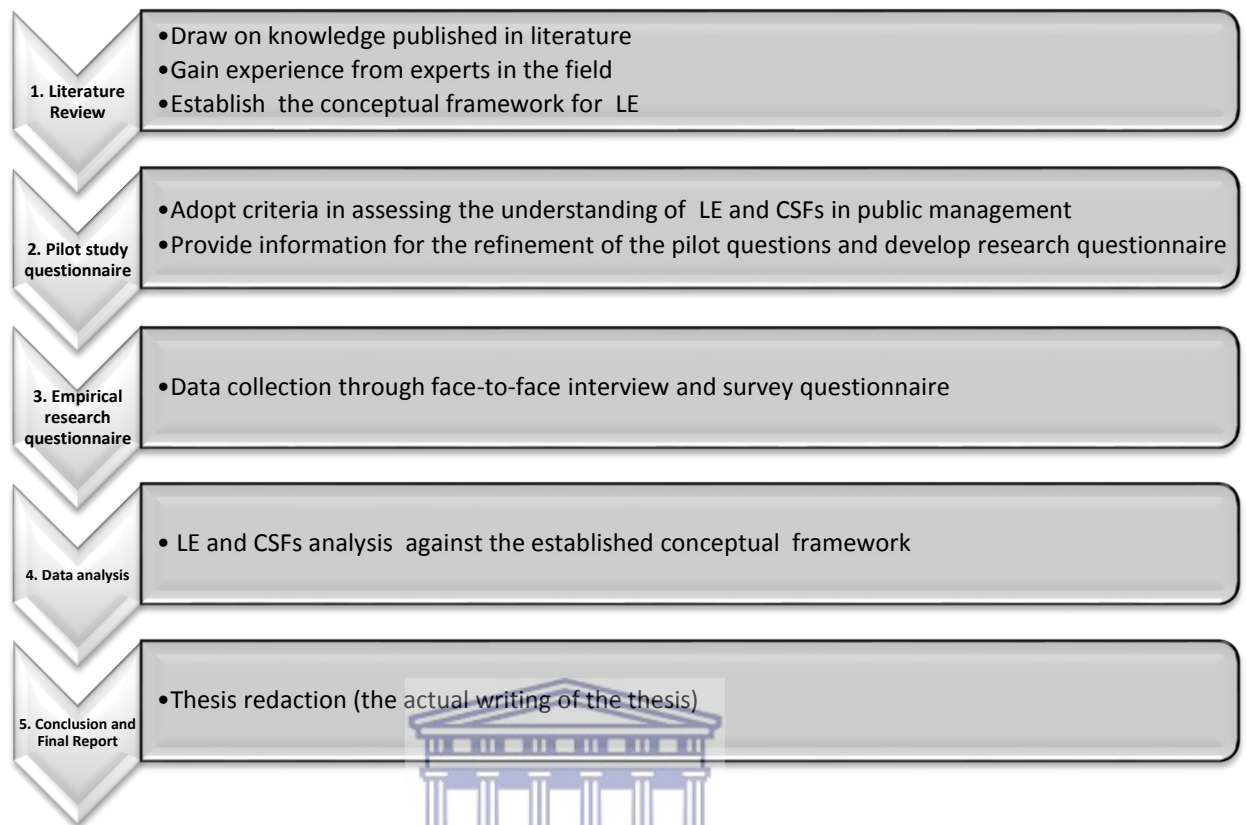 1. Literature
Review
•Draw on knowledge published in literature
•Gain experience from experts in the field
•Establish the conceptual framework for LE
2. Pilot study
questionnaire
•Adopt criteria in assessing the understanding of LE and CSFs in public management
•Provide information for the refinement of the pilot questions and develop research questionnaire
3. Empirical
research
questionnaire
•Data collection through face-to-face interview and survey questionnaire
4. Data analysis
• LE and CSFs analysis against the established conceptual framework
5. Conclusion and
Final Report
•Thesis redaction (the actual writing of the thesis)